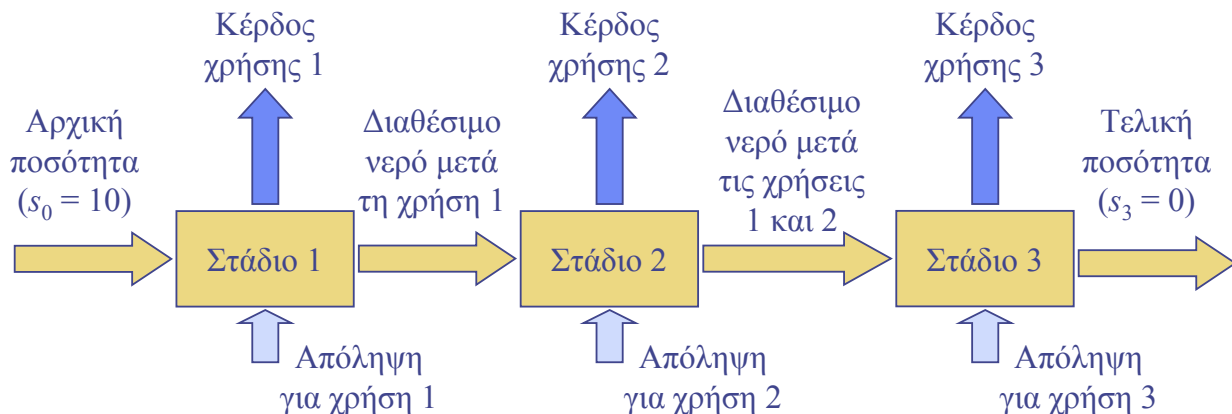 Κέρδος
χρήσης 1
Κέρδος
χρήσης 2
Κέρδος
χρήσης 3
Αρχική
ποσότητα
(s₀ = 10)
Διαθέσιμο
νερό μετά
τη χρήση 1
Διαθέσιμο
νερό μετά
τις χρήσεις
1 και 2
Τελική
ποσότητα
(s₃ = 0)
Στάδιο 1
Στάδιο 2
Στάδιο 3
Απόληψη
για χρήση 1
Απόληψη
για χρήση 2
Απόληψη
για χρήση 3